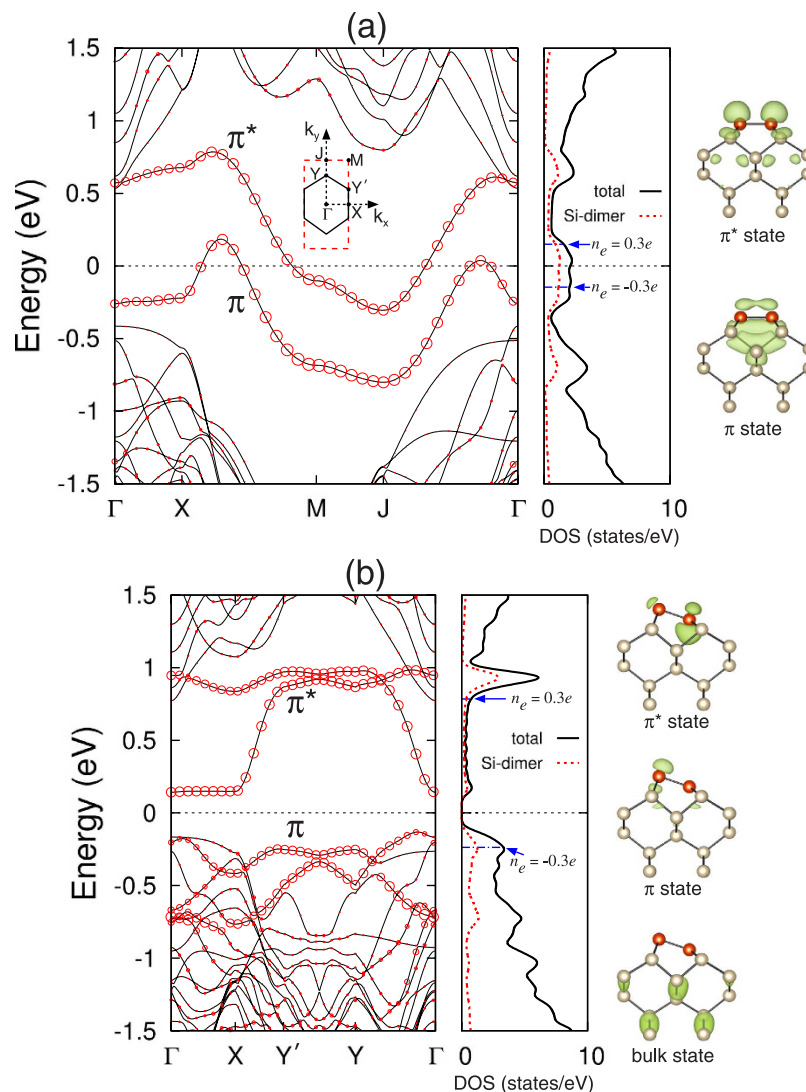 (a)
1.5
1
0.5
0
-0.5
-1
-1.5
Energy (eV)
π*
π
k_y
J
M
Y
Y′
Γ
X
k_x
Γ X M J Γ
total
Si-dimer
n_e = 0.3e
n_e = -0.3e
0 10
DOS (states/eV)
π* state
π state
(b)
1.5
1
0.5
0
-0.5
-1
-1.5
Energy (eV)
π*
π
Γ X Y′ Y Γ
n_e = 0.3e
total
Si-dimer
n_e = -0.3e
0 10
DOS (states/eV)
π* state
π state
bulk state